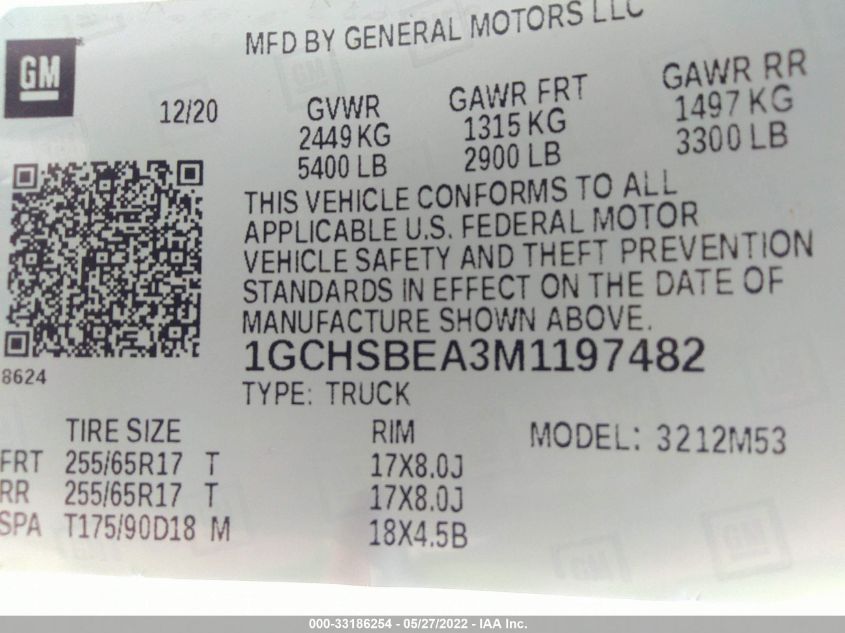 MFD BY GENERAL MOTORS LLC
GM
12/20 GVWR GAWR FRT GAWR RR
2449 KG 1315 KG 1497 KG
5400 LB 2900 LB 3300 LB
THIS VEHICLE CONFORMS TO ALL
APPLICABLE U.S. FEDERAL MOTOR
VEHICLE SAFETY AND THEFT PREVENTION
STANDARDS IN EFFECT ON THE DATE OF
MANUFACTURE SHOWN ABOVE.
1GCHSBEA3M1197482
8624
TYPE: TRUCK
TIRE SIZE RIM MODEL: 3212M53
FRT 255/65R17 T 17X8.0J
RR 255/65R17 T 17X8.0J
SPA T175/90D18 M 18X4.5B
000-33186254 - 05/27/2022 - IAA Inc.